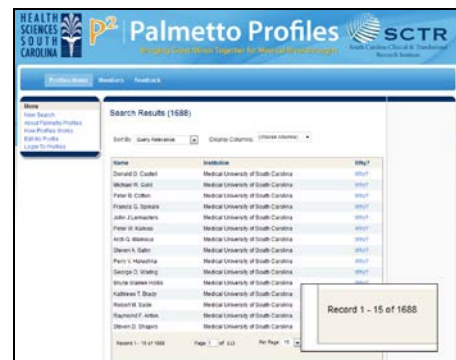 HEALTH
SCIENCES
SOUTH
CAROLINA
P2 Palmetto Profiles
SCTR
South Carolina Clinical & Translational
Research Institute
Profiles Home Mentors Feedback
Home
New Search
About Palmetto Profiles
How Profiles Works
Edit My Profile
Login To Profiles
Search Results (1688)
Sort By: Query Relevance Display Columns: (choose columns)
Name Institution Why?
Donald O. Castell Medical University of South Carolina Why?
Michael R. Gold Medical University of South Carolina Why?
Peter B. Cotton Medical University of South Carolina Why?
Francis G. Spinale Medical University of South Carolina Why?
John J Lemasters Medical University of South Carolina Why?
Peter W. Kalivas Medical University of South Carolina Why?
Arch G. Mainous Medical University of South Carolina Why?
Steven A. Sahn Medical University of South Carolina Why?
Perry V. Halushka Medical University of South Carolina Why?
George O. Waring Medical University of South Carolina Why?
Bruce Warren Hollis Medical University of South Carolina Why?
Kathleen T. Brady Medical University of South Carolina Why?
Robert M. Sade Medical University of South Carolina
Raymond F. Anton Medical University of South Carolina
Steven D. Shapiro Medical University of South Carolina
Record 1 - 15 of 1688 Page 1 of 113 Per Page 15
Record 1 - 15 of 1688